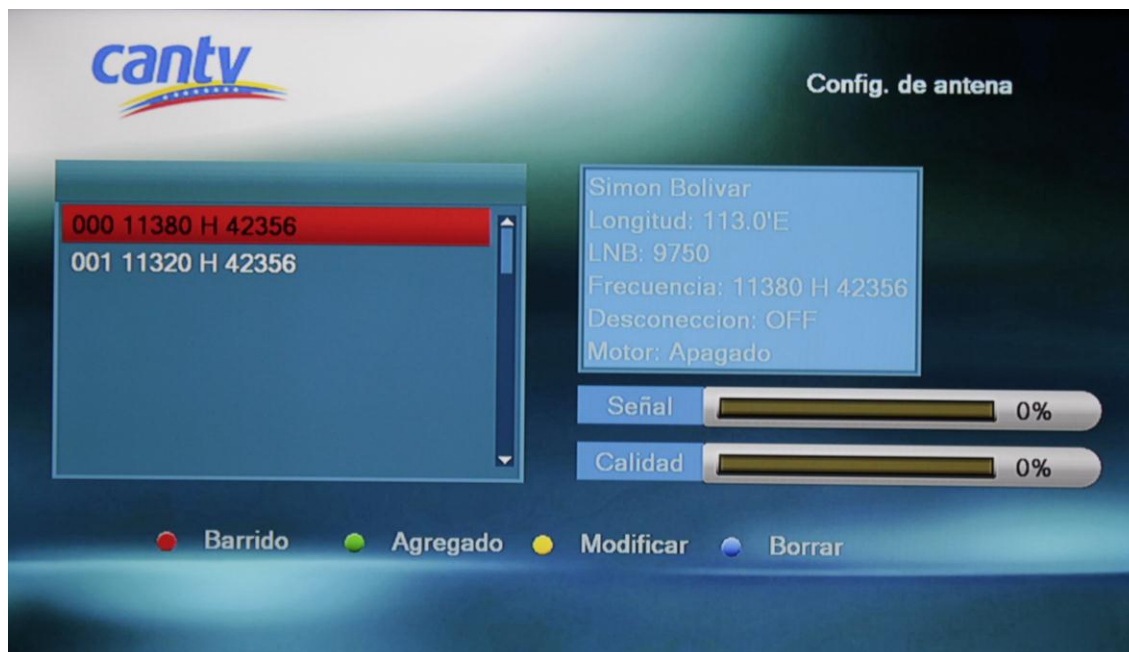 cantv
Config. de antena
000 11380 H 42356
001 11320 H 42356
Simon Bolivar
Longitud: 113.0'E
LNB: 9750
Frecuencia: 11380 H 42356
Desconeccion: OFF
Motor: Apagado
Señal 0%
Calidad 0%
Barrido Agregado Modificar Borrar